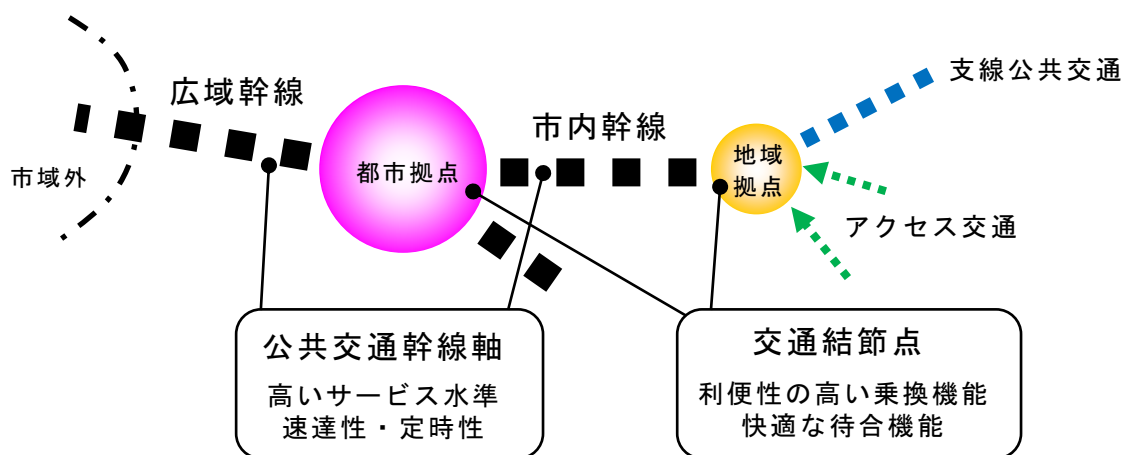 広域幹線
市域外
都市拠点
市内幹線
地域
拠点
支線公共交通
アクセス交通
公共交通幹線軸
高いサービス水準
速達性・定時性
交通結節点
利便性の高い乗換機能
快適な待合機能